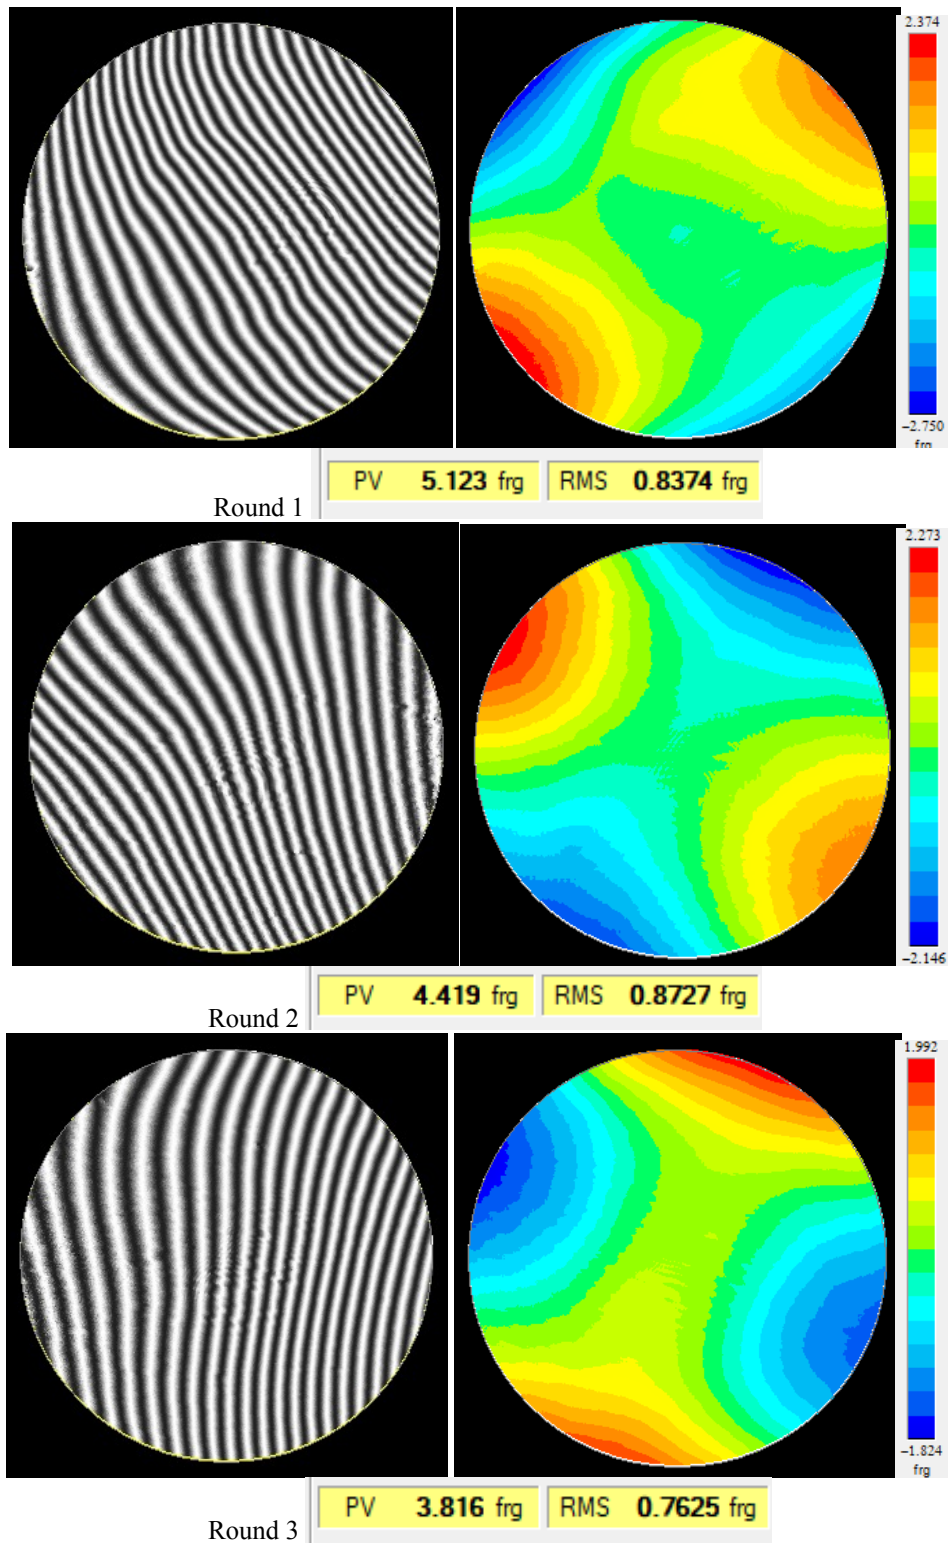 2.374
−2.750
frg
PV 5.123 frg RMS 0.8374 frg
Round 1
2.273
−2.146
PV 4.419 frg RMS 0.8727 frg
Round 2
1.992
−1.824
frg
PV 3.816 frg RMS 0.7625 frg
Round 3